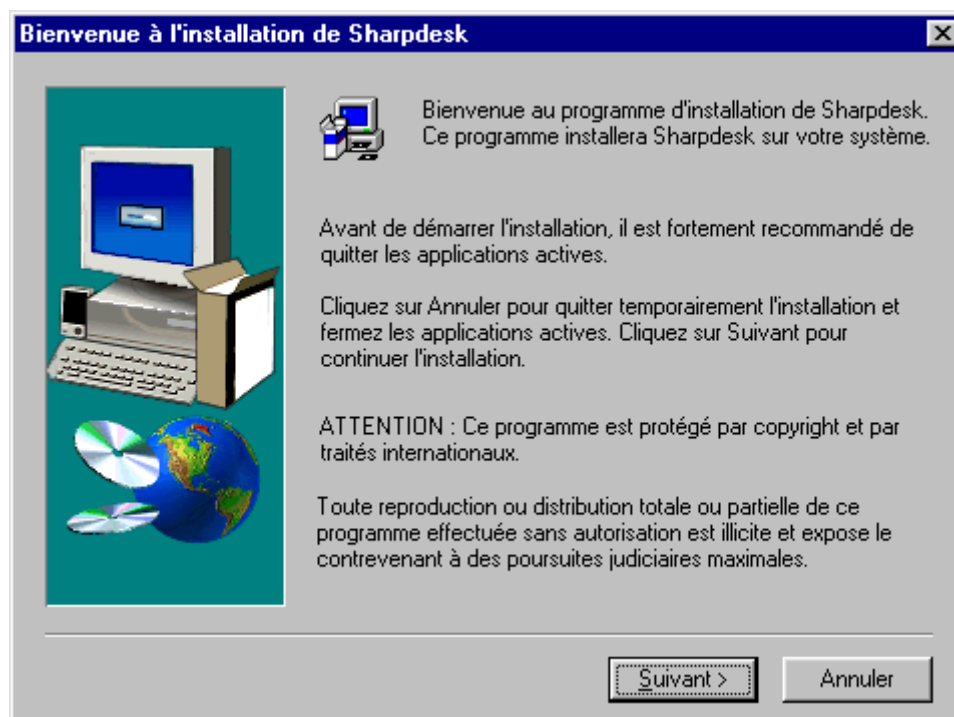 Bienvenue à l'installation de Sharpdesk
Bienvenue au programme d'installation de Sharpdesk.
Ce programme installera Sharpdesk sur votre système.
Avant de démarrer l'installation, il est fortement recommandé de
quitter les applications actives.
Cliquez sur Annuler pour quitter temporairement l'installation et
fermez les applications actives. Cliquez sur Suivant pour
continuer l'installation.
ATTENTION : Ce programme est protégé par copyright et par
traités internationaux.
Toute reproduction ou distribution totale ou partielle de ce
programme effectuée sans autorisation est illicite et expose le
contrevenant à des poursuites judiciaires maximales.
Suivant >
Annuler